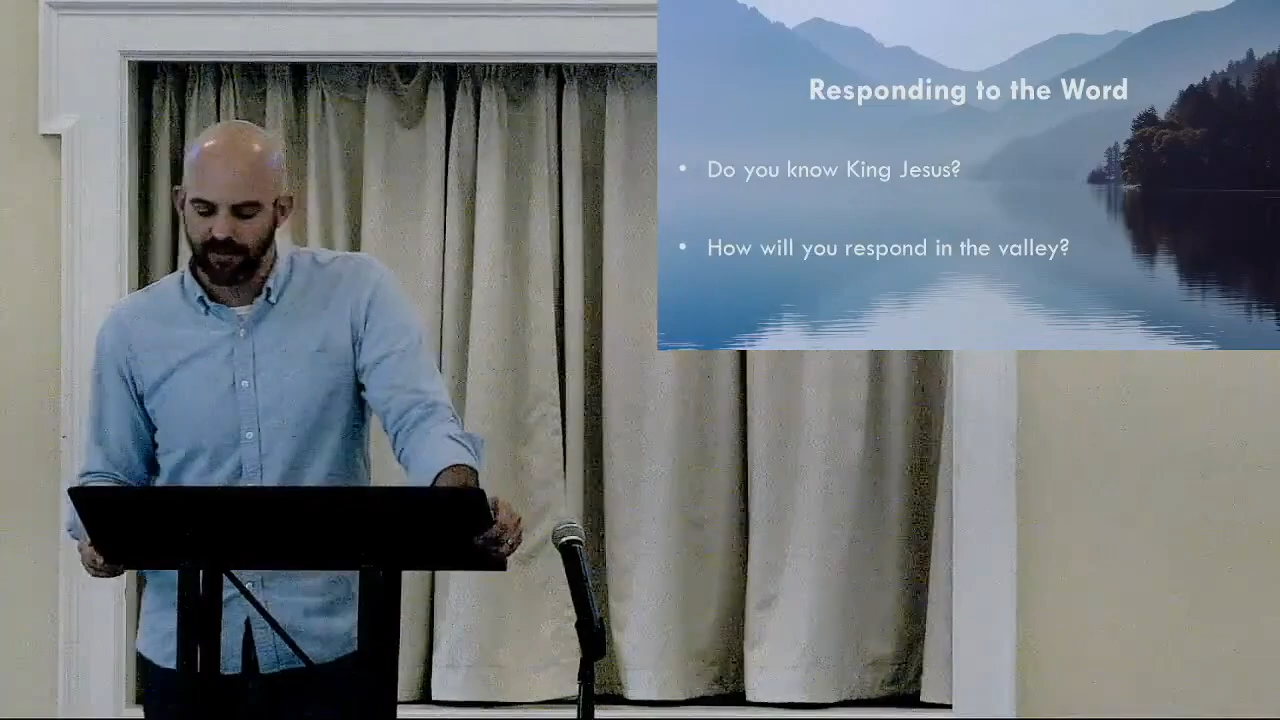 Responding to the Word
• Do you know King Jesus?
• How will you respond in the valley?